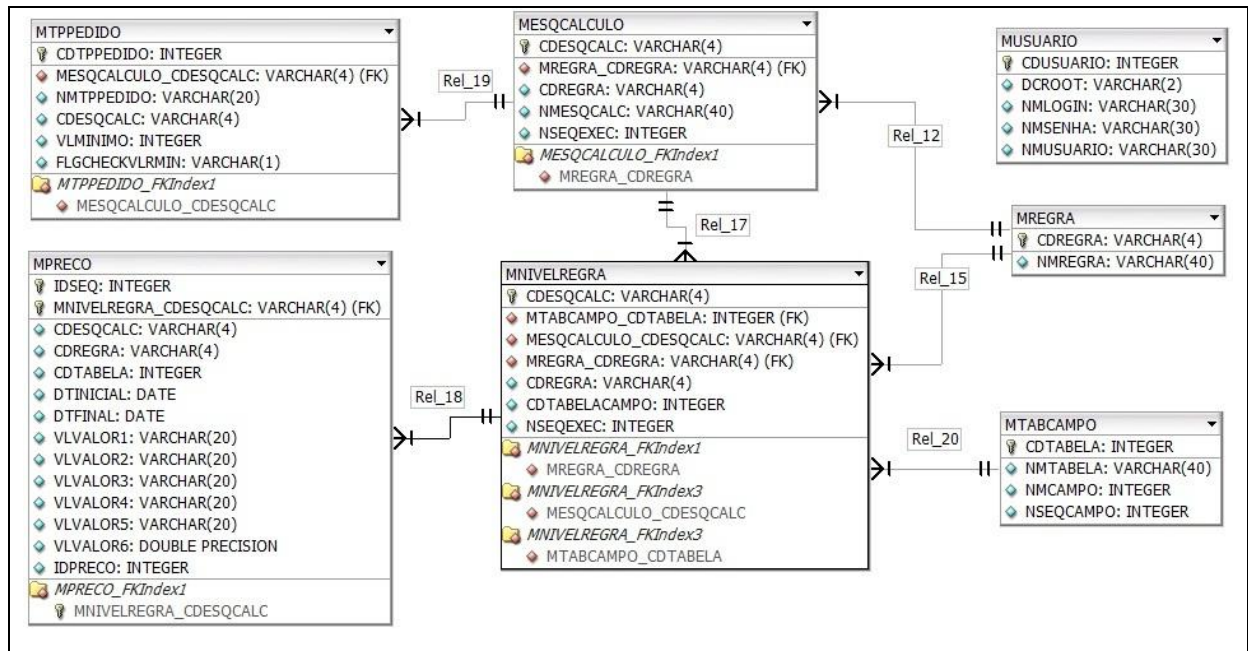 MTPPEDIDO
CDTPPEDIDO: INTEGER
MESQCALCULO_CDESQCALC: VARCHAR(4) (FK)
NMTPPEDIDO: VARCHAR(20)
CDESQCALC: VARCHAR(4)
VLMINIMO: INTEGER
FLGCHECKVLRMIN: VARCHAR(1)
MTPPEDIDO_FKIndex1
MESQCALCULO_CDESQCALC
Rel_19
MESQCALCULO
CDESQCALC: VARCHAR(4)
MREGRA_CDREGRA: VARCHAR(4) (FK)
CDREGRA: VARCHAR(4)
NMESQCALC: VARCHAR(40)
NSEQEXEC: INTEGER
MESQCALCULO_FKIndex1
MREGRA_CDREGRA
Rel_12
MUSUARIO
CDUSUARIO: INTEGER
DCROOT: VARCHAR(2)
NMLOGIN: VARCHAR(30)
NMSENHA: VARCHAR(30)
NMUSUARIO: VARCHAR(30)
Rel_17
MREGRA
CDREGRA: VARCHAR(4)
NMREGRA: VARCHAR(40)
Rel_15
MPRECO
IDSEQ: INTEGER
MNIVELREGRA_CDESQCALC: VARCHAR(4) (FK)
CDESQCALC: VARCHAR(4)
CDREGRA: VARCHAR(4)
CDTABELA: INTEGER
DTINICIAL: DATE
DTFINAL: DATE
VLVALOR1: VARCHAR(20)
VLVALOR2: VARCHAR(20)
VLVALOR3: VARCHAR(20)
VLVALOR4: VARCHAR(20)
VLVALOR5: VARCHAR(20)
VLVALOR6: DOUBLE PRECISION
IDPRECO: INTEGER
MPRECO_FKIndex1
MNIVELREGRA_CDESQCALC
Rel_18
MNIVELREGRA
CDESQCALC: VARCHAR(4)
MTABCAMPO_CDTABELA: INTEGER (FK)
MESQCALCULO_CDESQCALC: VARCHAR(4) (FK)
MREGRA_CDREGRA: VARCHAR(4) (FK)
CDREGRA: VARCHAR(4)
CDTABELACAMPO: INTEGER
NSEQEXEC: INTEGER
MNIVELREGRA_FKIndex1
MREGRA_CDREGRA
MNIVELREGRA_FKIndex3
MESQCALCULO_CDESQCALC
MNIVELREGRA_FKIndex3
MTABCAMPO_CDTABELA
Rel_20
MTABCAMPO
CDTABELA: INTEGER
NMTABELA: VARCHAR(40)
NMCAMPO: INTEGER
NSEQCAMPO: INTEGER